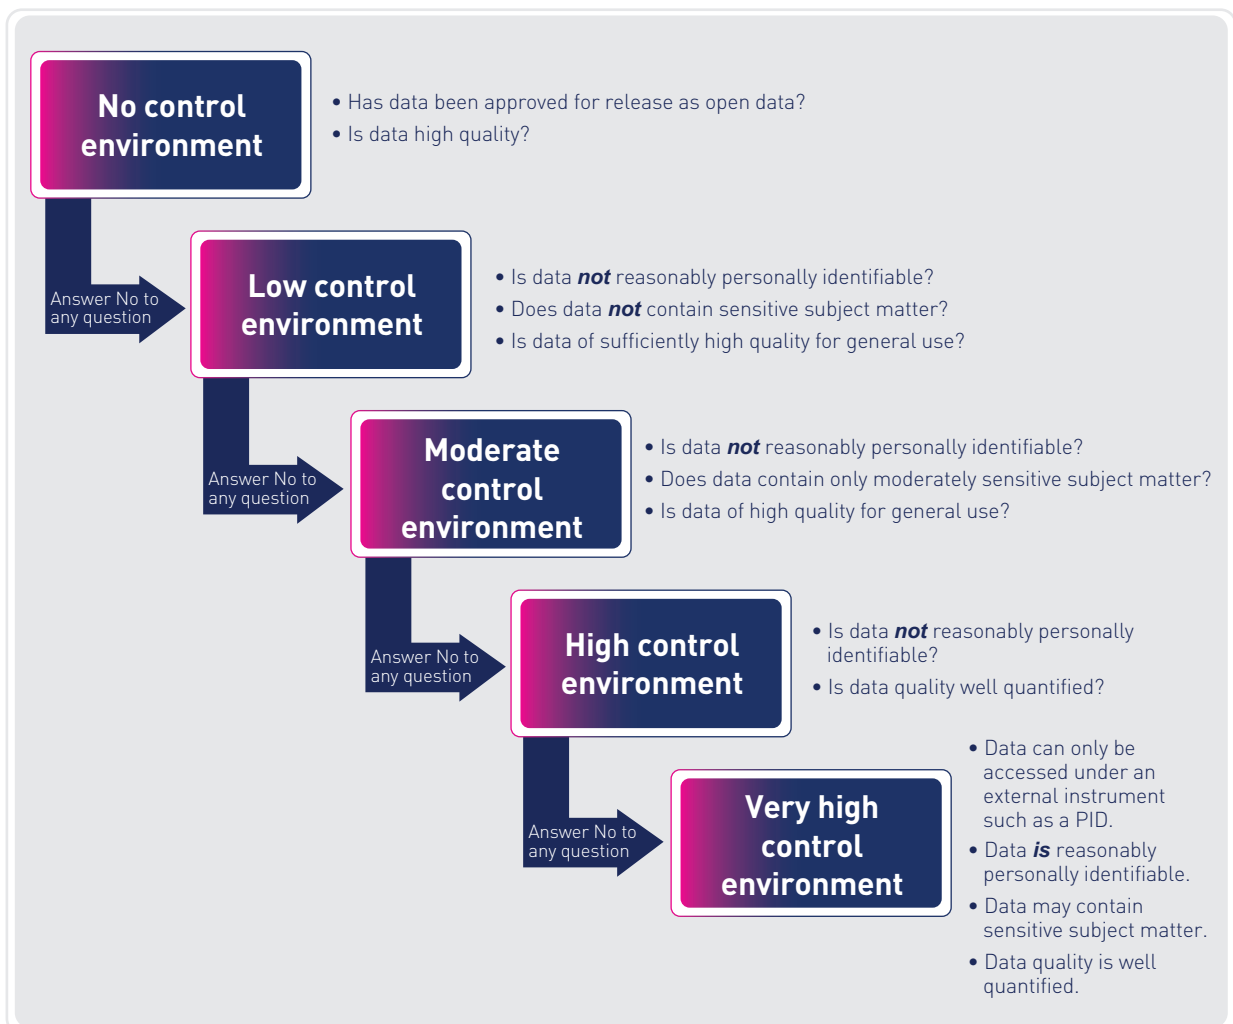 No control
environment
• Has data been approved for release as open data?
• Is data high quality?
Answer No to
any question
Low control
environment
• Is data not reasonably personally identifiable?
• Does data not contain sensitive subject matter?
• Is data of sufficiently high quality for general use?
Answer No to
any question
Moderate
control
environment
• Is data not reasonably personally identifiable?
• Does data contain only moderately sensitive subject matter?
• Is data of high quality for general use?
Answer No to
any question
High control
environment
• Is data not reasonably personally
identifiable?
• Is data quality well quantified?
Answer No to
any question
Very high
control
environment
• Data can only be
accessed under an
external instrument
such as a PID.
• Data is reasonably
personally identifiable.
• Data may contain
sensitive subject matter.
• Data quality is well
quantified.